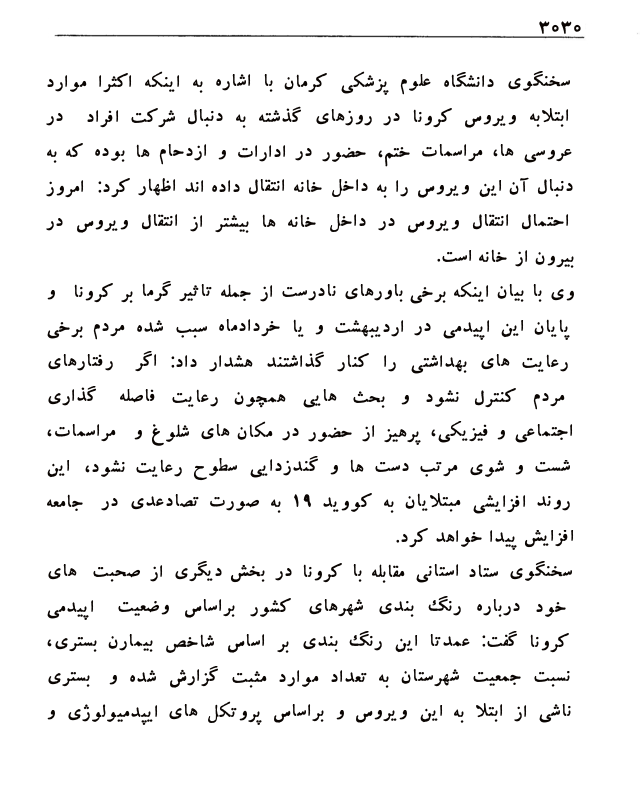 ۳۰۳۰
سخنگوی دانشگاه علوم پزشکی کرمان با اشاره به اینکه اکثرا موارد
ابتلابه ویروس کرونا در روزهای گذشته به دنبال شرکت افراد در
عروسی ها، مراسمات ختم، حضور در ادارات و ازدحام ها بوده که به
دنبال آن این ویروس را به داخل خانه انتقال داده اند اظهار کرد: امروز
احتمال انتقال ویروس در داخل خانه ها بیشتر از انتقال ویروس در
بیرون از خانه است.
وی با بیان اینکه برخی باورهای نادرست از جمله تاثیر گرما بر کرونا و
پایان این اپیدمی در اردیبهشت و یا خردادماه سبب شده مردم برخی
رعایت های بهداشتی را کنار گذاشتند هشدار داد: اگر رفتارهای
مردم کنترل نشود و بحث هایی همچون رعایت فاصله گذاری
اجتماعی و فیزیکی، پرهیز از حضور در مکان های شلوغ و مراسمات،
شست و شوی مرتب دست ها و گندزدایی سطوح رعایت نشود، این
روند افزایشی مبتلایان به کووید ۱۹ به صورت تصادعدی در جامعه
افزایش پیدا خواهد کرد.
سخنگوی ستاد استانی مقابله با کرونا در بخش دیگری از صحبت های
خود درباره رنگ بندی شهرهای کشور براساس وضعیت اپیدمی
کرونا گفت: عمدتا این رنگ بندی بر اساس شاخص بیمارن بستری،
نسبت جمعیت شهرستان به تعداد موارد مثبت گزارش شده و بستری
ناشی از ابتلا به این ویروس و براساس پروتکل های اپیدمیولوژی و